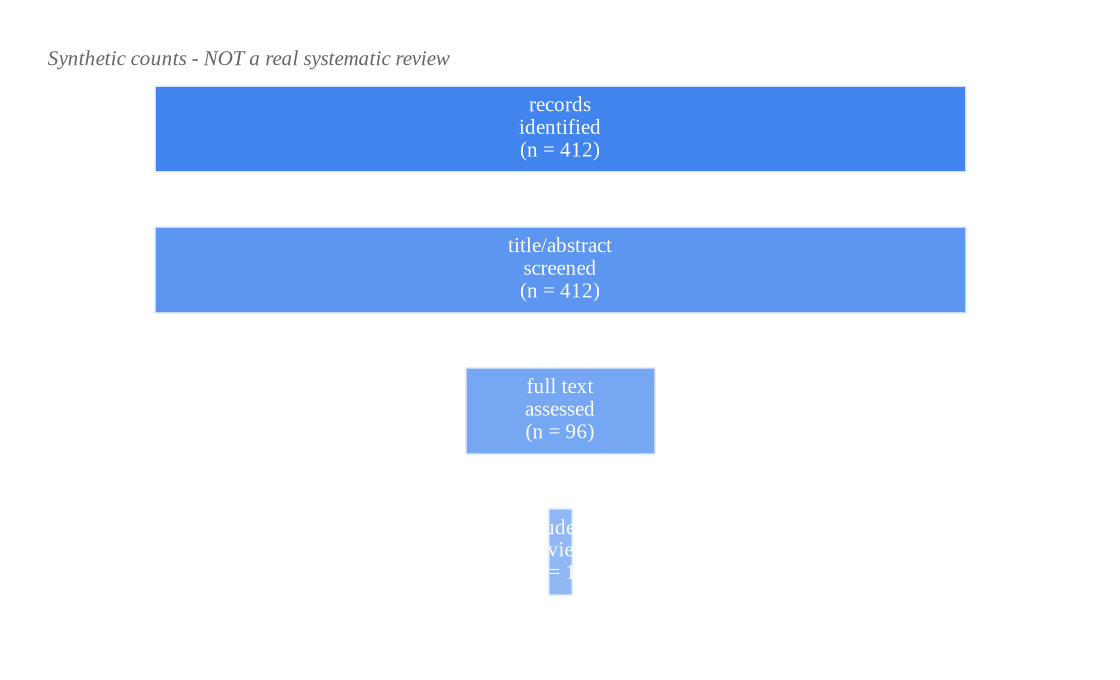 Synthetic counts - NOT a real systematic review
records
identified
(n = 412)
title/abstract
screened
(n = 412)
full text
assessed
(n = 96)